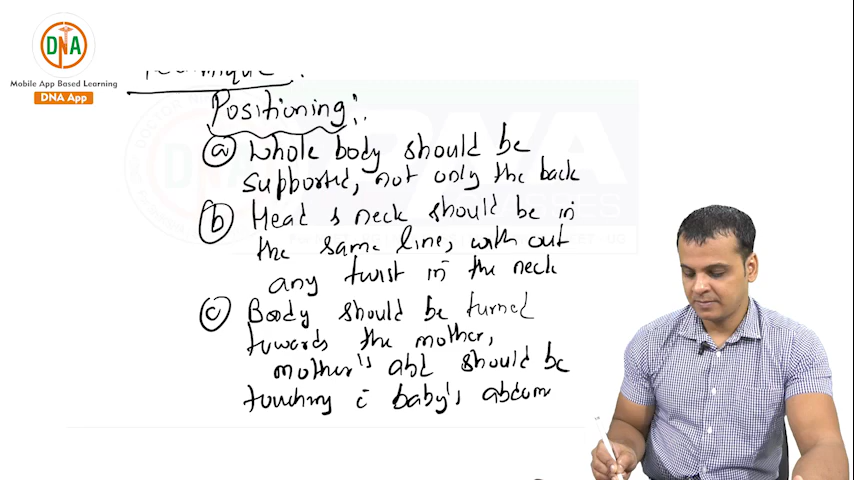 DNA
Mobile App Based Learning
DNA App
Technique:
Positioning:
(a) Whole body should be
supported, not only the back
(b) Head & neck should be in
the same line, with out
any twist in the neck
(c) Body should be turned
towards the mother,
mother's abd should be
touching c̄ baby's abdom